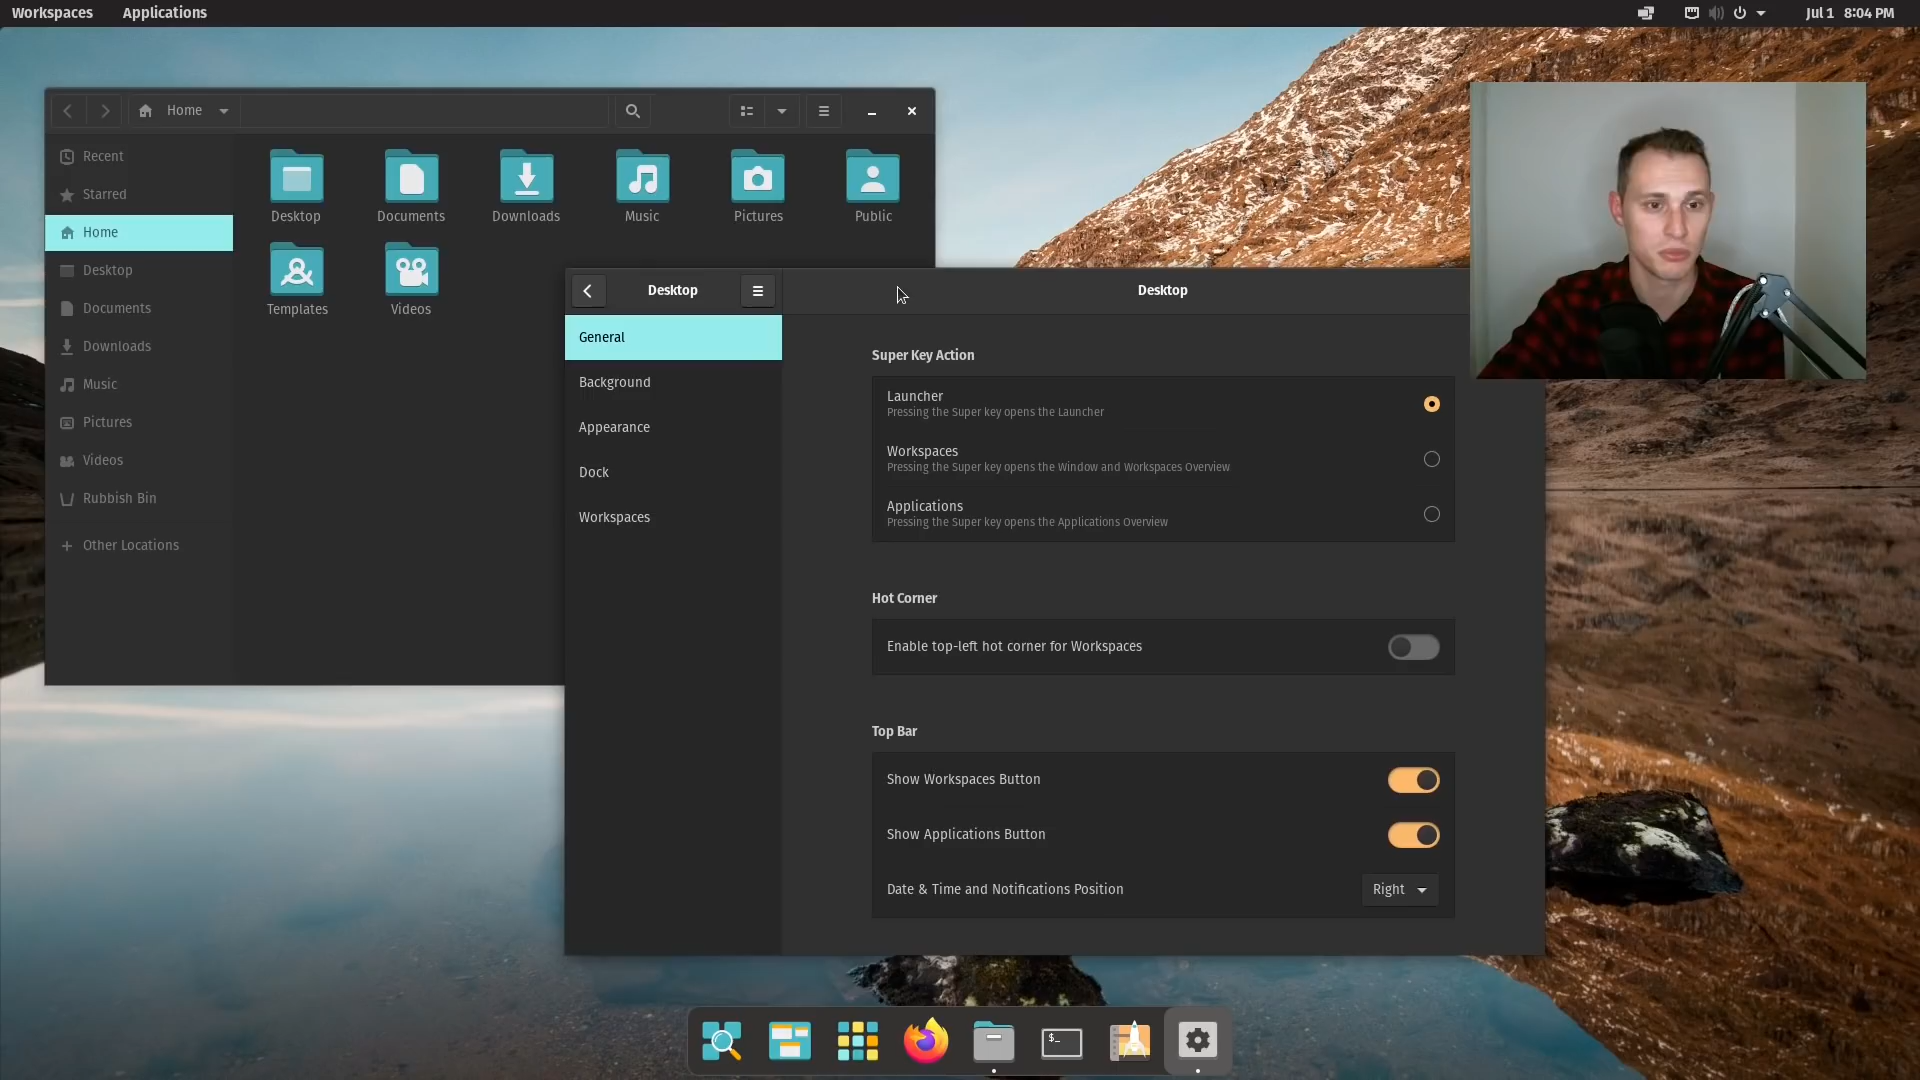 Workspaces Applications Jul 1 8:04 PM
Home
Recent
Starred
Home
Desktop
Documents
Downloads
Music
Pictures
Videos
Rubbish Bin
Other Locations
Desktop Documents Downloads Music Pictures Public
Templates Videos
Desktop
General
Background
Appearance
Dock
Workspaces
Desktop
Super Key Action
Launcher
Pressing the Super key opens the Launcher
Workspaces
Pressing the Super key opens the Window and Workspaces Overview
Applications
Pressing the Super key opens the Applications Overview
Hot Corner
Enable top-left hot corner for Workspaces
Top Bar
Show Workspaces Button
Show Applications Button
Date & Time and Notifications Position Right
$_